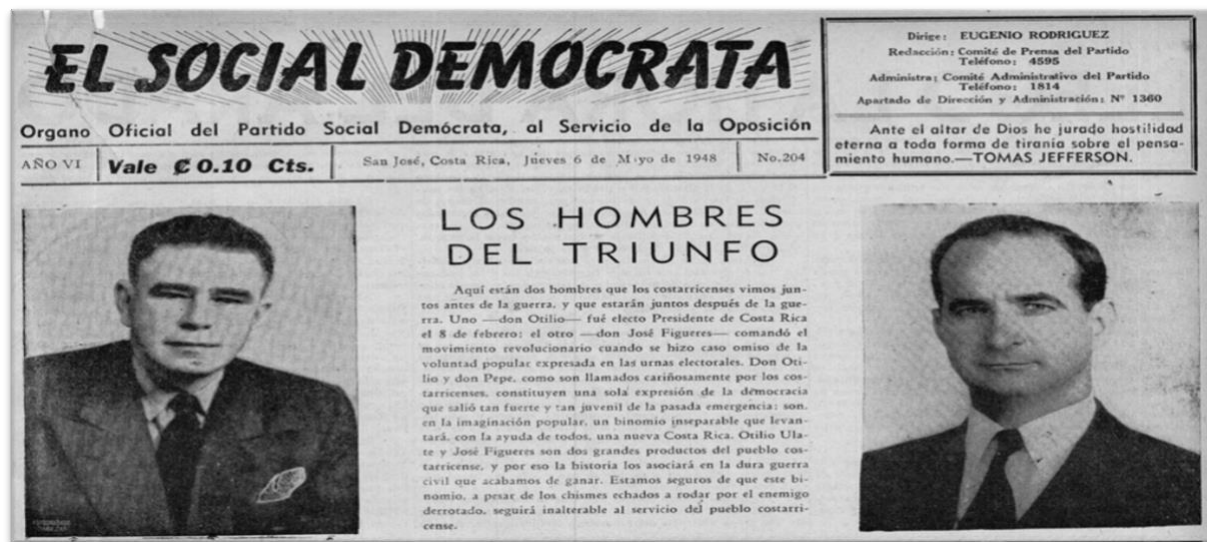 EL SOCIAL DEMOCRATA
Organo Oficial del Partido Social Demócrata, al Servicio de la Oposición
AÑO VI
Vale ₡ 0.10 Cts.
San José, Costa Rica, Jueves 6 de Mayo de 1948
No. 204
Dirige: EUGENIO RODRIGUEZ
Redacción: Comité de Prensa del Partido
Teléfono: 4595
Administra: Comité Administrativo del Partido
Teléfono: 1814
Apartado de Dirección y Administración: Nº 1360
Ante el altar de Dios he jurado hostilidad
eterna a toda forma de tiranía sobre el pensa-
miento humano.—TOMAS JEFFERSON.
LOS HOMBRES
DEL TRIUNFO
Aquí están dos hombres que los costarricenses vimos jun-
tos antes de la guerra, y que estarán juntos después de la gue-
rra. Uno —don Otilio— fué electo Presidente de Costa Rica
el 8 de febrero; el otro —don José Figueres— comandó el
movimiento revolucionario cuando se hizo caso omiso de la
voluntad popular expresada en las urnas electorales. Don Oti-
lio y don Pepe, como son llamados cariñosamente por los cos-
tarricenses, constituyen una sola expresión de la democracia
que salió tan fuerte y tan juvenil de la pasada emergencia: son,
en la imaginación popular, un binomio inseparable que levan-
tará, con la ayuda de todos, una nueva Costa Rica. Otilio Ula-
te y José Figueres son dos grandes productos del pueblo cos-
tarricense, y por eso la historia los asociará en la dura guerra
civil que acabamos de ganar. Estamos seguros de que este bi-
nomio, a pesar de los chismes echados a rodar por el enemigo
derrotado, seguirá inalterable al servicio del pueblo costarri-
cense.